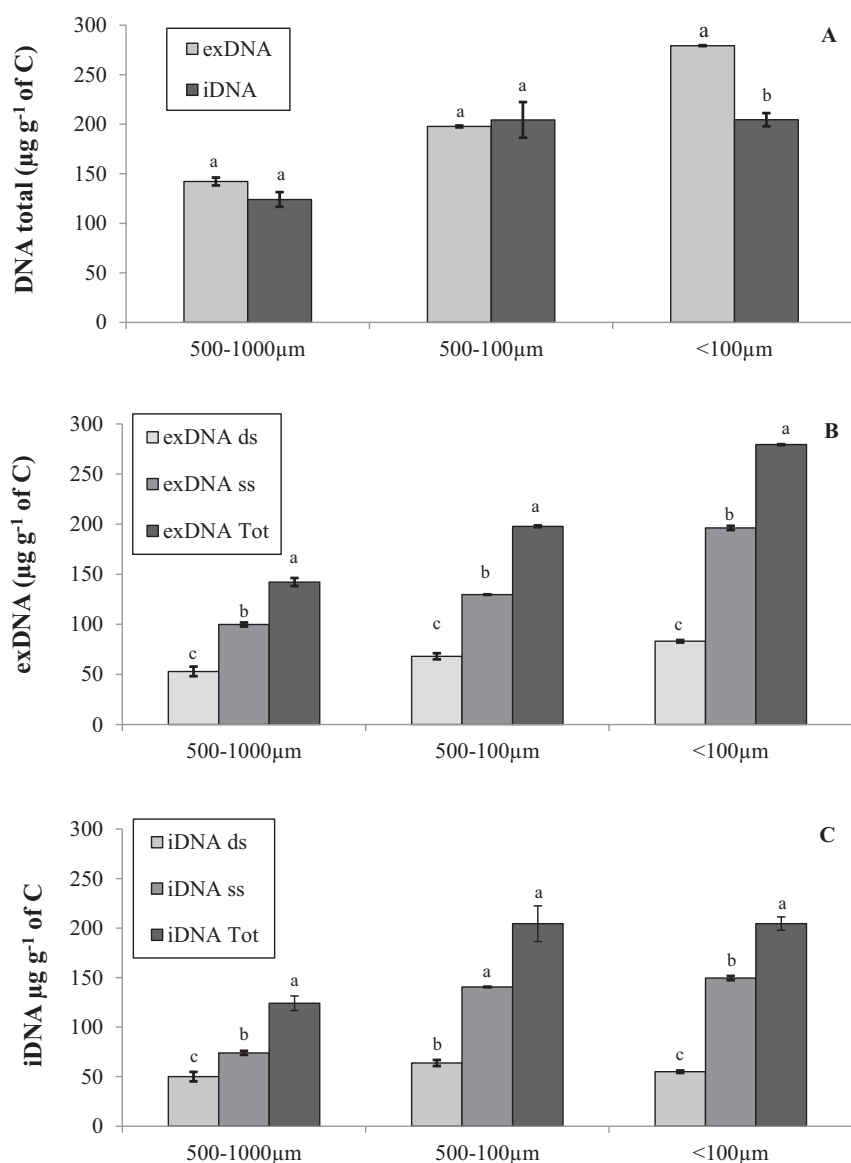 A
DNA total (µg g⁻¹ of C)
300
250
200
150
100
50
0
exDNA
iDNA
a
a
a
a
a
b
500-1000µm
500-100µm
<100µm
B
exDNA (µg g⁻¹ of C)
300
250
200
150
100
50
0
exDNA ds
exDNA ss
exDNA Tot
c
b
a
c
b
a
c
b
a
500-1000µm
500-100µm
<100µm
C
iDNA µg g⁻¹ of C
300
250
200
150
100
50
0
iDNA ds
iDNA ss
iDNA Tot
c
b
a
b
a
a
c
b
a
500-1000µm
500-100µm
<100µm